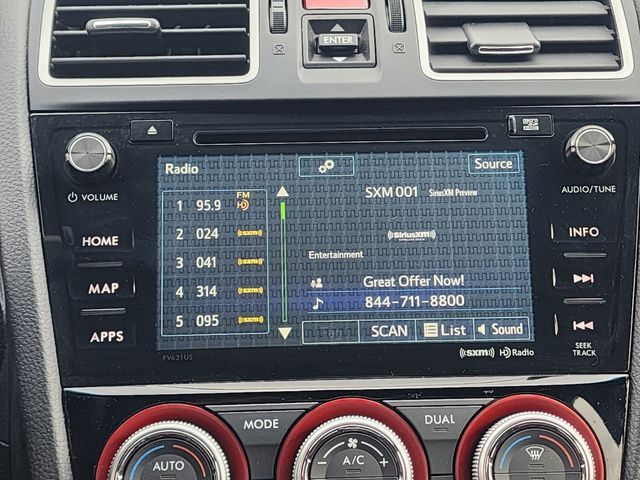 ENTER
VOLUME
AUDIO/TUNE
Radio
Source
SXM 001 SiriusXM Preview
1 95.9 FM HD
2 024 ((SXM))
3 041 ((SXM))
4 314 ((SXM))
5 095 ((SXM))
((SiriusXM))
Entertainment
Great Offer Now!
844-711-8800
SCAN List Sound
HOME
MAP
APPS
INFO
SEEK
TRACK
FV631US
((SXM)) HD Radio
MODE
DUAL
AUTO
A/C